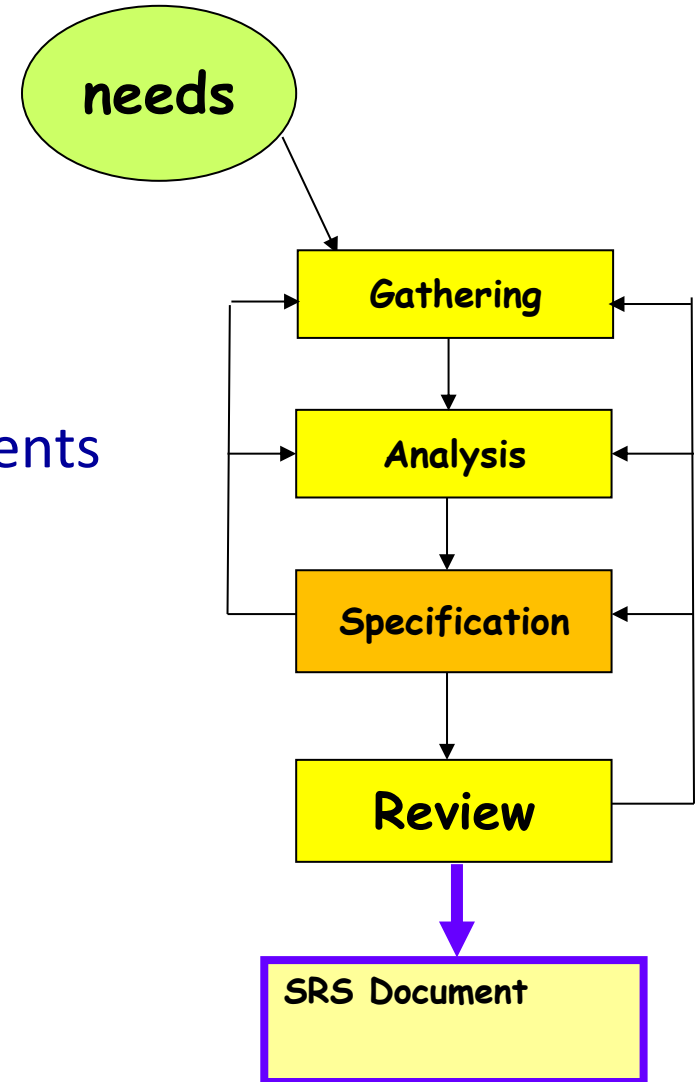 needs
Gathering
ents
Analysis
Specification
Review
SRS Document